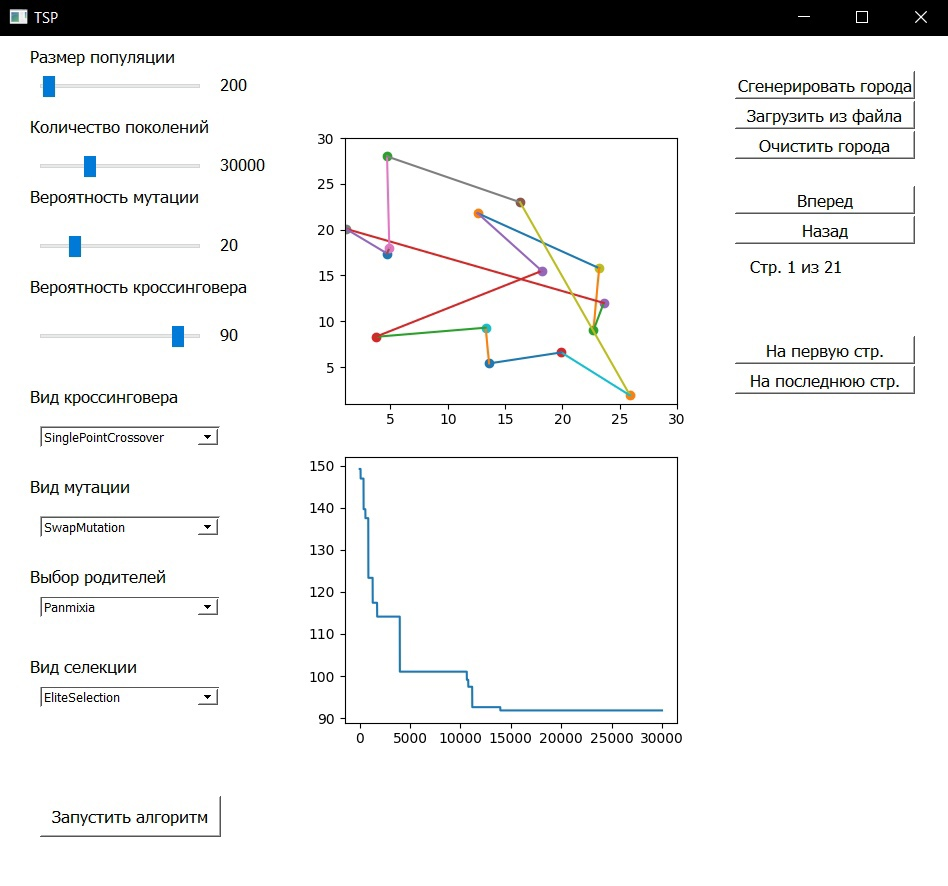 TSP
Размер популяции
200
Количество поколений
30000
Вероятность мутации
20
Вероятность кроссинговера
90
Вид кроссинговера
SinglePointCrossover
Вид мутации
SwapMutation
Выбор родителей
Panmixia
Вид селекции
EliteSelection
Запустить алгоритм
30
25
20
15
10
5
5 10 15 20 25 30
150
140
130
120
110
100
90
0 5000 10000 15000 20000 25000 30000
Сгенерировать города
Загрузить из файла
Очистить города
Вперед
Назад
Стр. 1 из 21
На первую стр.
На последнюю стр.